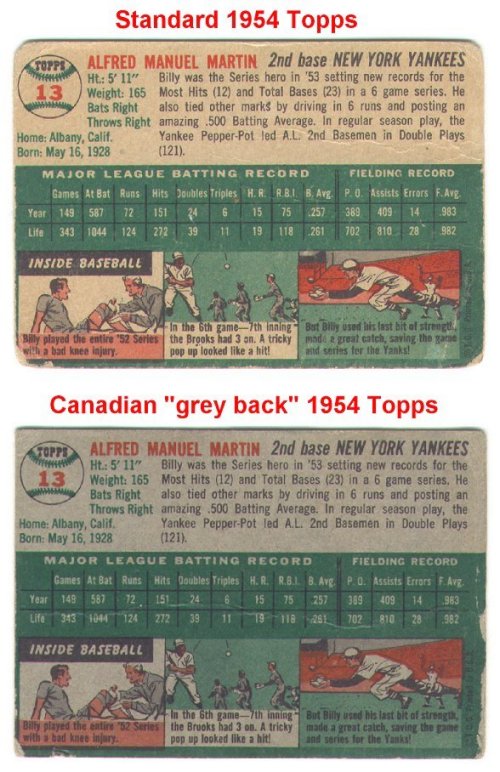 Standard 1954 Topps
TOPPS
13
ALFRED MANUEL MARTIN 2nd base NEW YORK YANKEES
Ht.: 5' 11"
Weight: 165
Bats Right
Throws Right
Home: Albany, Calif.
Born: May 16, 1928
Billy was the Series hero in '53 setting new records for the
Most Hits (12) and Total Bases (23) in a 6 game series. He
also tied other marks by driving in 6 runs and posting an
amazing .500 Batting Average. In regular season play, the
Yankee Pepper-Pot led A.L. 2nd Basemen in Double Plays
(121).
MAJOR LEAGUE BATTING RECORD FIELDING RECORD
Games At Bat Runs Hits Doubles Triples H. R. R.B.I. B. Avg. P. O. Assists Errors F. Avg.
Year 149 587 72 151 24 6 15 75 .257 389 409 14 .983
Life 343 1044 124 272 39 11 19 118 .261 702 810 28 .982
INSIDE BASEBALL
Billy played the entire '52 Series
with a bad knee injury.
In the 6th game—7th inning
the Brooks had 3 on. A tricky
pop up looked like a hit!
But Billy used his last bit of strength,
made a great catch, saving the game
and series for the Yanks!
Canadian "grey back" 1954 Topps
TOPPS
13
ALFRED MANUEL MARTIN 2nd base NEW YORK YANKEES
Ht.: 5' 11"
Weight: 165
Bats Right
Throws Right
Home: Albany, Calif.
Born: May 16, 1928
Billy was the Series hero in '53 setting new records for the
Most Hits (12) and Total Bases (23) in a 6 game series. He
also tied other marks by driving in 6 runs and posting an
amazing .500 Batting Average. In regular season play, the
Yankee Pepper-Pot led A.L. 2nd Basemen in Double Plays
(121).
MAJOR LEAGUE BATTING RECORD FIELDING RECORD
Games At Bat Runs Hits Doubles Triples H. R. R.B.I. B. Avg. P. O. Assists Errors F. Avg.
Year 149 587 72 151 24 6 15 75 .257 389 409 14 .983
Life 343 1044 124 272 39 11 19 118 .261 702 810 28 .982
INSIDE BASEBALL
Billy played the entire '52 Series
with a bad knee injury.
In the 6th game—7th inning
the Brooks had 3 on. A tricky
pop up looked like a hit!
But Billy used his last bit of strength,
made a great catch, saving the game
and series for the Yanks!